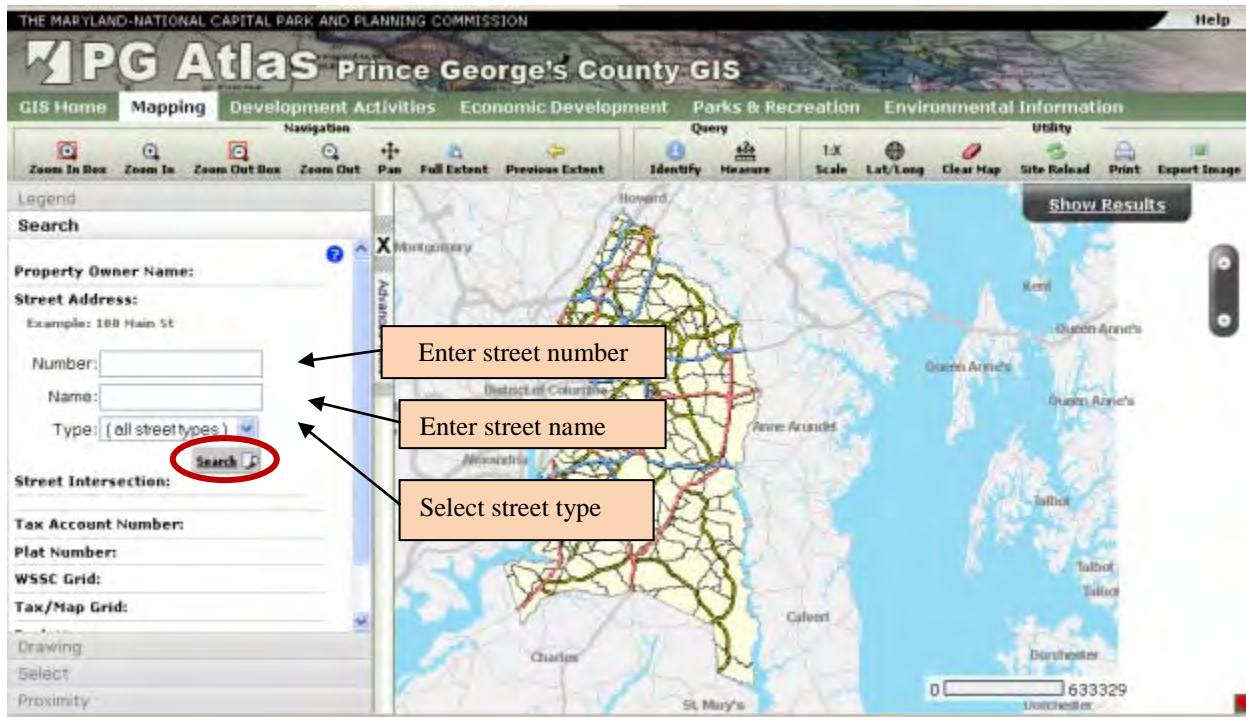 THE MARYLAND-NATIONAL CAPITAL PARK AND PLANNING COMMISSION Help
PG Atlas Prince George's County GIS
GIS Home Mapping Development Activities Economic Development Parks & Recreation Environmental Information
Navigation Query Utility
1:X
Zoom In Box Zoom In Zoom Out Box Zoom Out Pan Full Extent Previous Extent Identify Measure Scale Lat/Long Clear Map Site Reload Print Export Image
Legend
Search
Show Results
Howard
X
Montgomery
?
Property Owner Name:
Street Address:
Example: 100 Main St
Kent
Queen Anne's
Number:
Enter street number
Queen Anne's
Name:
District of Columbia
Queen Anne's
Type: ( all street types )
Enter street name
Anne Arundel
Search
Alexandria
Street Intersection:
Select street type
Talbot
Tax Account Number:
Plat Number:
WSSC Grid:
Talbot
Talbot
Tax/Map Grid:
Calvert
Drawing
Charles
Dorchester
Select
0 633329
Proximity
St. Mary's
Dorchester